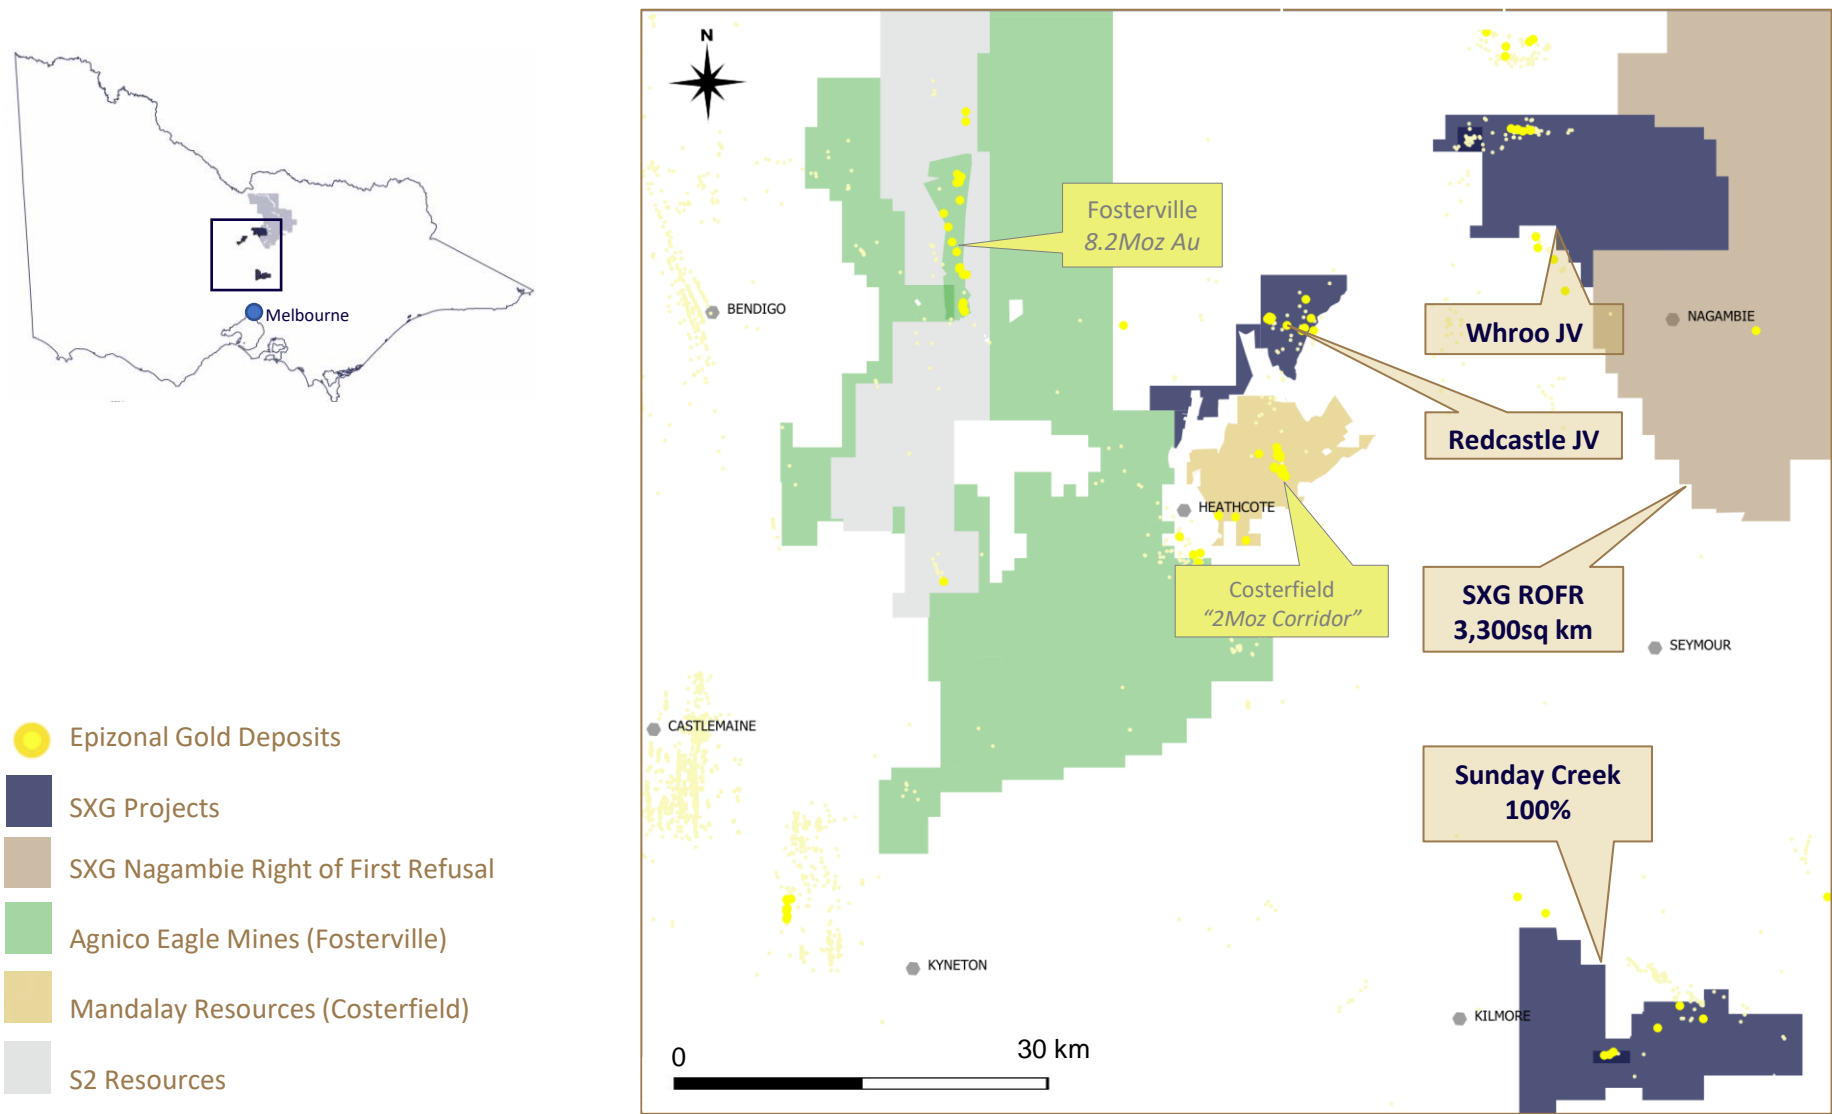 Melbourne
Epizonal Gold Deposits
SXG Projects
SXG Nagambie Right of First Refusal
Agnico Eagle Mines (Fosterville)
Mandalay Resources (Costerfield)
S2 Resources
N
Fosterville
8.2Moz Au
BENDIGO
Whroo JV
NAGAMBIE
Redcastle JV
HEATHCOTE
Costerfield
“2Moz Corridor”
SXG ROFR
3,300sq km
SEYMOUR
CASTLEMAINE
Sunday Creek
100%
KYNETON
KILMORE
0
30 km